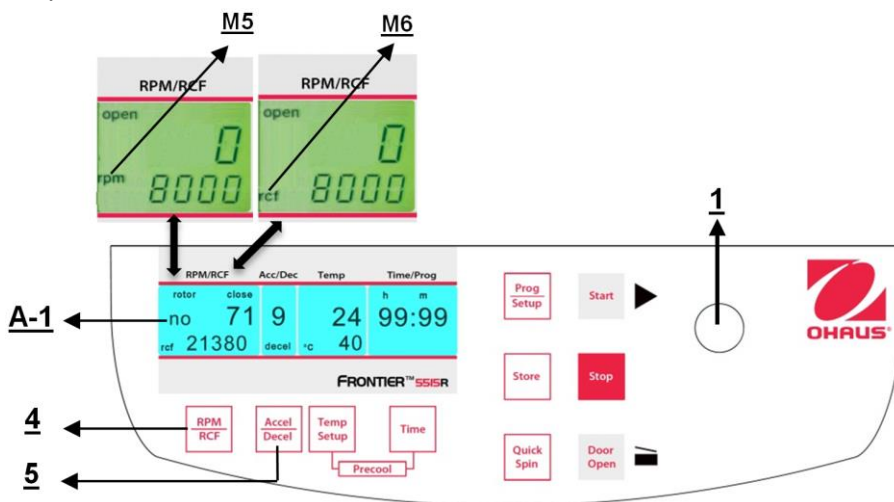 M5
M6
RPM/RCF
open
0
rpm 8000
RPM/RCF
open
0
rcf 8000
1
RPM/RCF Acc/Dec Temp Time/Prog
rotor close h m
no 71 9 24 99:99
rcf 21380 decel °C 40
A-1
FRONTIER™ 5515R
Prog
Setup
Start
OHAUS®
Store
Stop
4
RPM
RCF
Accel
Decel
Temp
Setup
Time
Precool
5
Quick
Spin
Door
Open